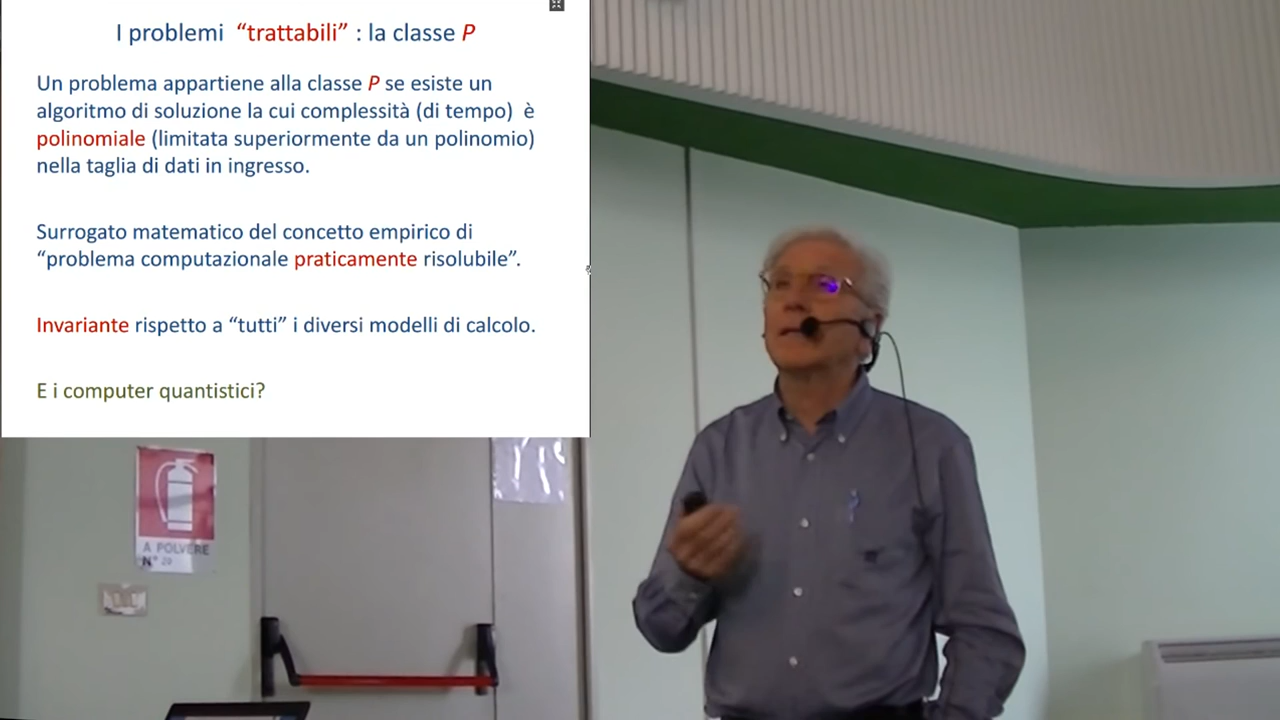 I problemi “trattabili” : la classe P
Un problema appartiene alla classe P se esiste un
algoritmo di soluzione la cui complessità (di tempo) è
polinomiale (limitata superiormente da un polinomio)
nella taglia di dati in ingresso.
Surrogato matematico del concetto empirico di
“problema computazionale praticamente risolubile”.
Invariante rispetto a “tutti” i diversi modelli di calcolo.
E i computer quantistici?
A POLVERE
N° 20